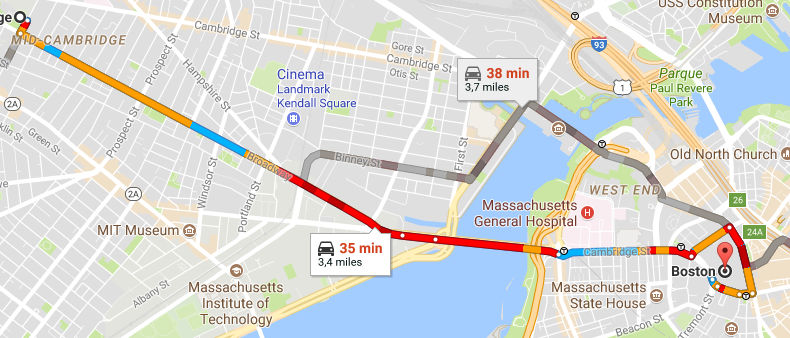 ge
MID-CAMBRIDGE
2A
Cambridge St
Prospect St
Hampshire St
Gore St
Cambridge St
Otis St
Cinema
Landmark
Kendall Square
38 min
3,7 miles
93
1
USS Constitution
Museum
Parque
Paul Revere
Park
Old North Church
Green St
Prospect St
Windsor St
Portland St
Broadway
Binney St
First St
2A
WEST END
26
24A
MIT Museum
35 min
3,4 miles
Massachusetts
General Hospital
Cambridge St
Boston
Albany St
Massachusetts
Institute of
Technology
Massachusetts
State House
Beacon St
Tremont St